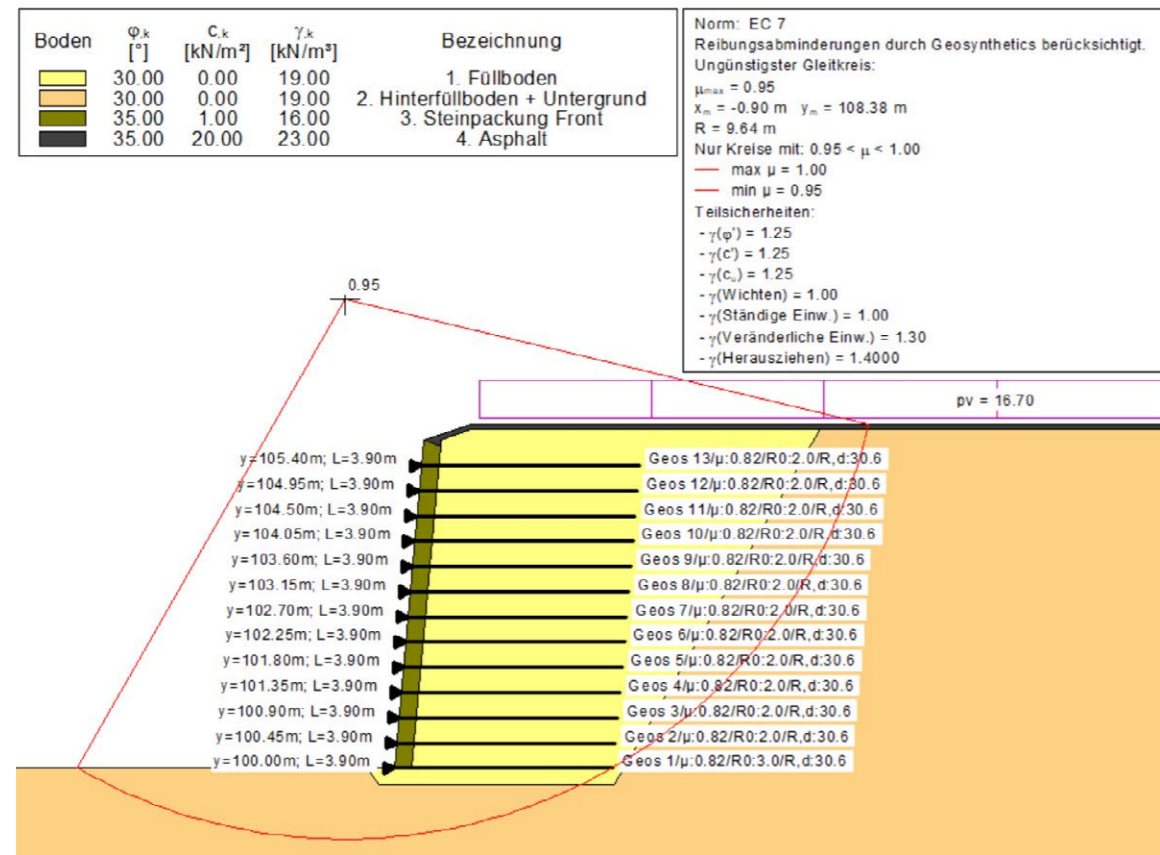 Boden φ,k [°] c,k [kN/m²] γ,k [kN/m³] Bezeichnung
30.00 0.00 19.00 1. Füllboden
30.00 0.00 19.00 2. Hinterfüllboden + Untergrund
35.00 1.00 16.00 3. Steinpackung Front
35.00 20.00 23.00 4. Asphalt
Norm: EC 7
Reibungsabminderungen durch Geosynthetics berücksichtigt.
Ungünstigster Gleitkreis:
μmax = 0.95
xm = -0.90 m ym = 108.38 m
R = 9.64 m
Nur Kreise mit: 0.95 < μ < 1.00
max μ = 1.00
min μ = 0.95
Teilsicherheiten:
- γ(φ') = 1.25
- γ(c') = 1.25
- γ(cu) = 1.25
- γ(Wichten) = 1.00
- γ(Ständige Einw.) = 1.00
- γ(Veränderliche Einw.) = 1.30
- γ(Herausziehen) = 1.4000
0.95
pv = 16.70
y=105.40m; L=3.90m Geos 13/μ:0.82/R0:2.0/R,d:30.6
y=104.95m; L=3.90m Geos 12/μ:0.82/R0:2.0/R,d:30.6
y=104.50m; L=3.90m Geos 11/μ:0.82/R0:2.0/R,d:30.6
y=104.05m; L=3.90m Geos 10/μ:0.82/R0:2.0/R,d:30.6
y=103.60m; L=3.90m Geos 9/μ:0.82/R0:2.0/R,d:30.6
y=103.15m; L=3.90m Geos 8/μ:0.82/R0:2.0/R,d:30.6
y=102.70m; L=3.90m Geos 7/μ:0.82/R0:2.0/R,d:30.6
y=102.25m; L=3.90m Geos 6/μ:0.82/R0:2.0/R,d:30.6
y=101.80m; L=3.90m Geos 5/μ:0.82/R0:2.0/R,d:30.6
y=101.35m; L=3.90m Geos 4/μ:0.82/R0:2.0/R,d:30.6
y=100.90m; L=3.90m Geos 3/μ:0.82/R0:2.0/R,d:30.6
y=100.45m; L=3.90m Geos 2/μ:0.82/R0:2.0/R,d:30.6
y=100.00m; L=3.90m Geos 1/μ:0.82/R0:3.0/R,d:30.6